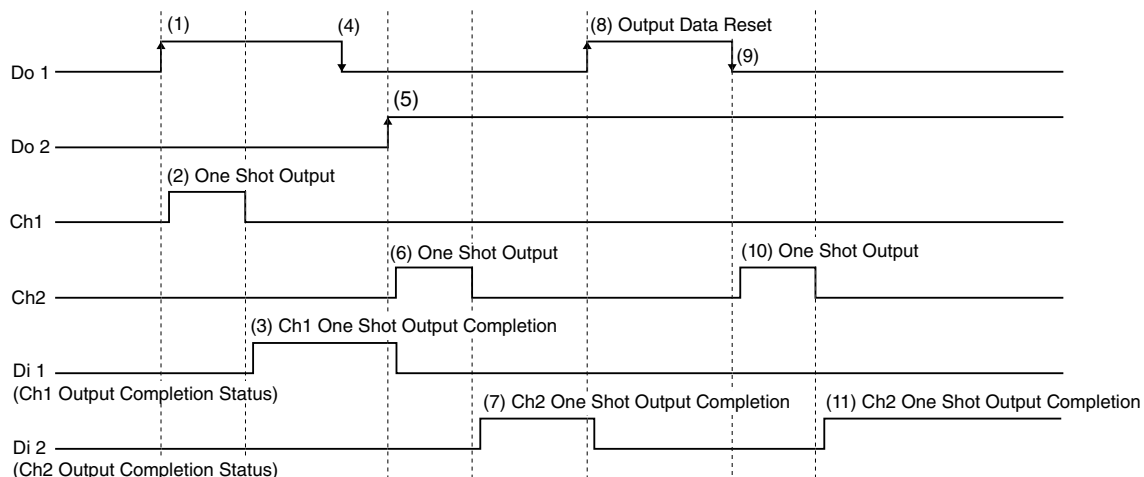 (1)
(4)
(8) Output Data Reset
(9)
Do 1
(5)
Do 2
(2) One Shot Output
Ch1
(6) One Shot Output
(10) One Shot Output
Ch2
(3) Ch1 One Shot Output Completion
Di 1
(Ch1 Output Completion Status)
(7) Ch2 One Shot Output Completion
(11) Ch2 One Shot Output Completion
Di 2
(Ch2 Output Completion Status)